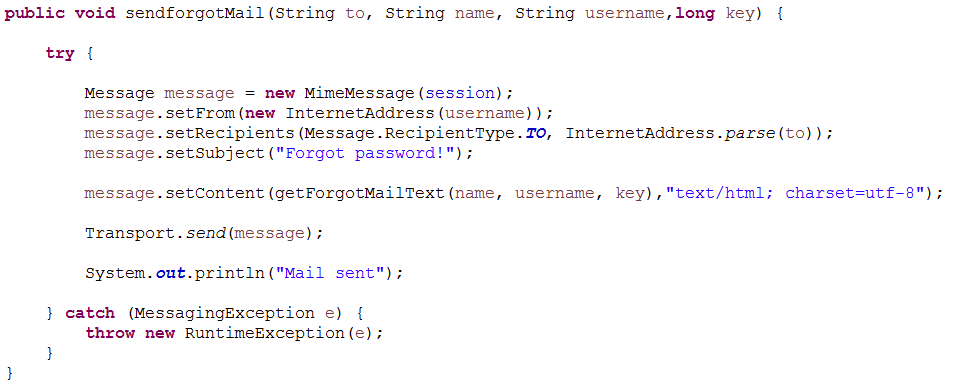 public void sendforgotMail(String to, String name, String username,long key) {
try {
Message message = new MimeMessage(session);
message.setFrom(new InternetAddress(username));
message.setRecipients(Message.RecipientType.TO, InternetAddress.parse(to));
message.setSubject("Forgot password!");
message.setContent(getForgotMailText(name, username, key),"text/html; charset=utf-8");
Transport.send(message);
System.out.println("Mail sent");
} catch (MessagingException e) {
throw new RuntimeException(e);
}
}